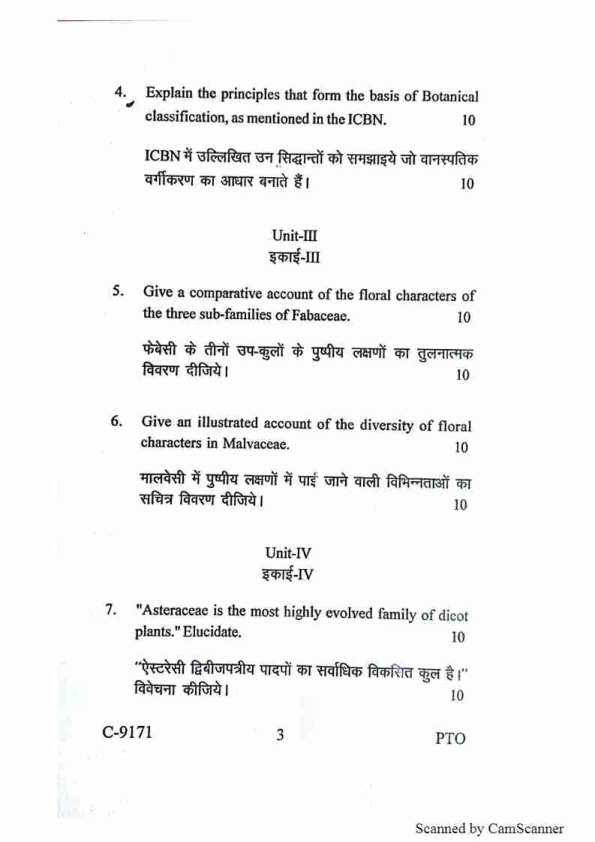 4. Explain the principles that form the basis of Botanical
classification, as mentioned in the ICBN. 10
ICBN में उल्लिखित उन सिद्धान्तों को समझाइये जो वानस्पतिक
वर्गीकरण का आधार बनाते हैं। 10
Unit-III
इकाई-III
5. Give a comparative account of the floral characters of
the three sub-families of Fabaceae. 10
फेबेसी के तीनों उप-कुलों के पुष्पीय लक्षणों का तुलनात्मक
विवरण दीजिये। 10
6. Give an illustrated account of the diversity of floral
characters in Malvaceae. 10
मालवेसी में पुष्पीय लक्षणों में पाई जाने वाली विभिन्नताओं का
सचित्र विवरण दीजिये। 10
Unit-IV
इकाई-IV
7. "Asteraceae is the most highly evolved family of dicot
plants." Elucidate. 10
"ऐस्टरेसी द्विबीजपत्रीय पादपों का सर्वाधिक विकसित कुल है।"
विवेचना कीजिये। 10
C-9171 3 PTO
Scanned by CamScanner